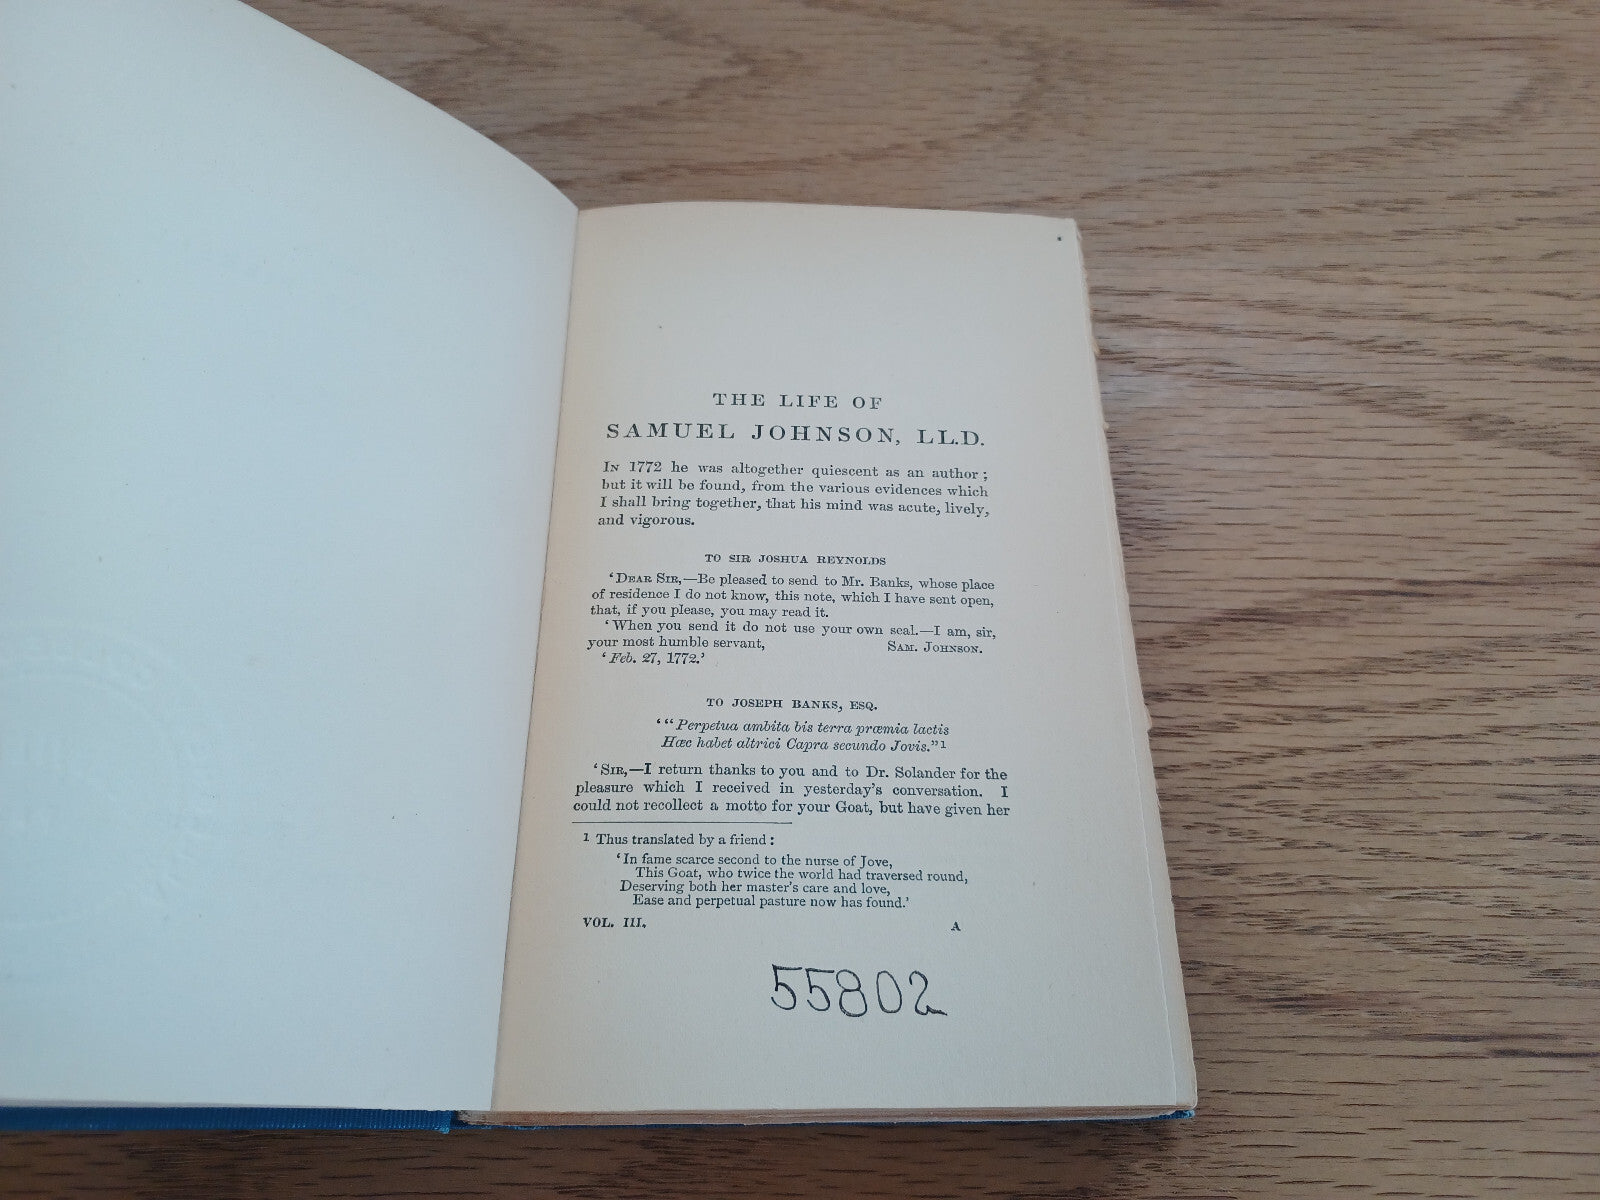 THE LIFE OF
SAMUEL JOHNSON, LL.D.
In 1772 he was altogether quiescent as an author;
but it will be found, from the various evidences which
I shall bring together, that his mind was acute, lively,
and vigorous.
TO SIR JOSHUA REYNOLDS
‘Dear Sir,—Be pleased to send to Mr. Banks, whose place
of residence I do not know, this note, which I have sent open,
that, if you please, you may read it.
‘When you send it do not use your own seal.—I am, sir,
your most humble servant, Sam. Johnson.
‘Feb. 27, 1772.’
TO JOSEPH BANKS, ESQ.
‘“Perpetua ambita bis terra præmia lactis
Hæc habet altrici Capra secundo Jovis.”1
‘Sir,—I return thanks to you and to Dr. Solander for the
pleasure which I received in yesterday’s conversation. I
could not recollect a motto for your Goat, but have given her
1 Thus translated by a friend:
‘In fame scarce second to the nurse of Jove,
This Goat, who twice the world had traversed round,
Deserving both her master’s care and love,
Ease and perpetual pasture now has found.’
VOL. III. A
55802